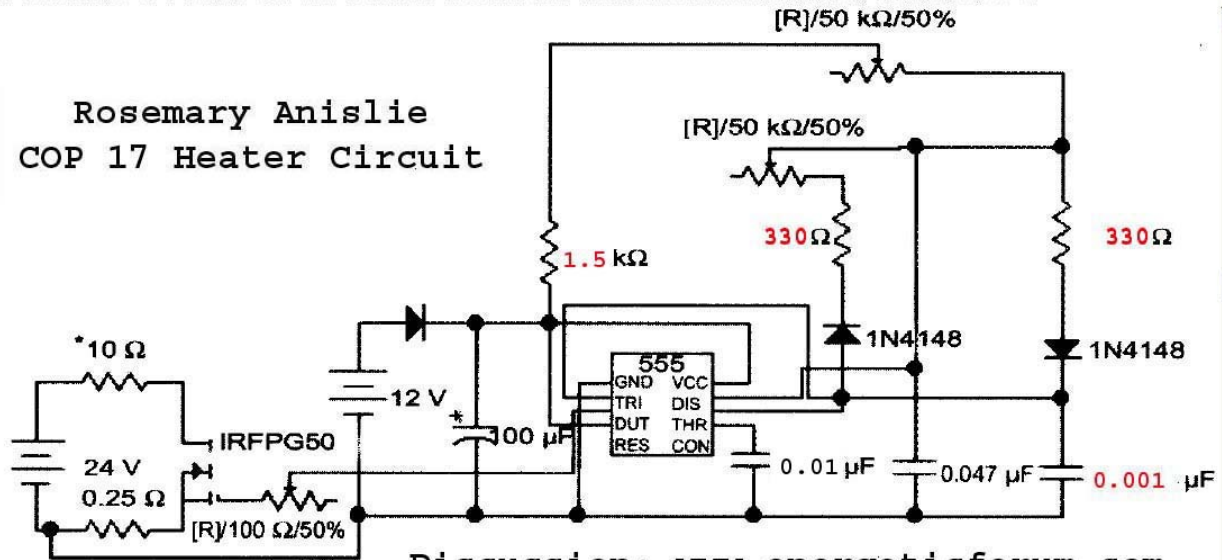 [R]/50 kΩ/50%
Rosemary Anislie
COP 17 Heater Circuit
[R]/50 kΩ/50%
330Ω
330Ω
1.5 kΩ
*10 Ω
1N4148
1N4148
555
GND VCC
TRI DIS
DUT THR
RES CON
12 V
*
100 µF
IRFPG50
24 V
0.25 Ω
[R]/100 Ω/50%
0.01 µF
0.047 µF
0.001 µF